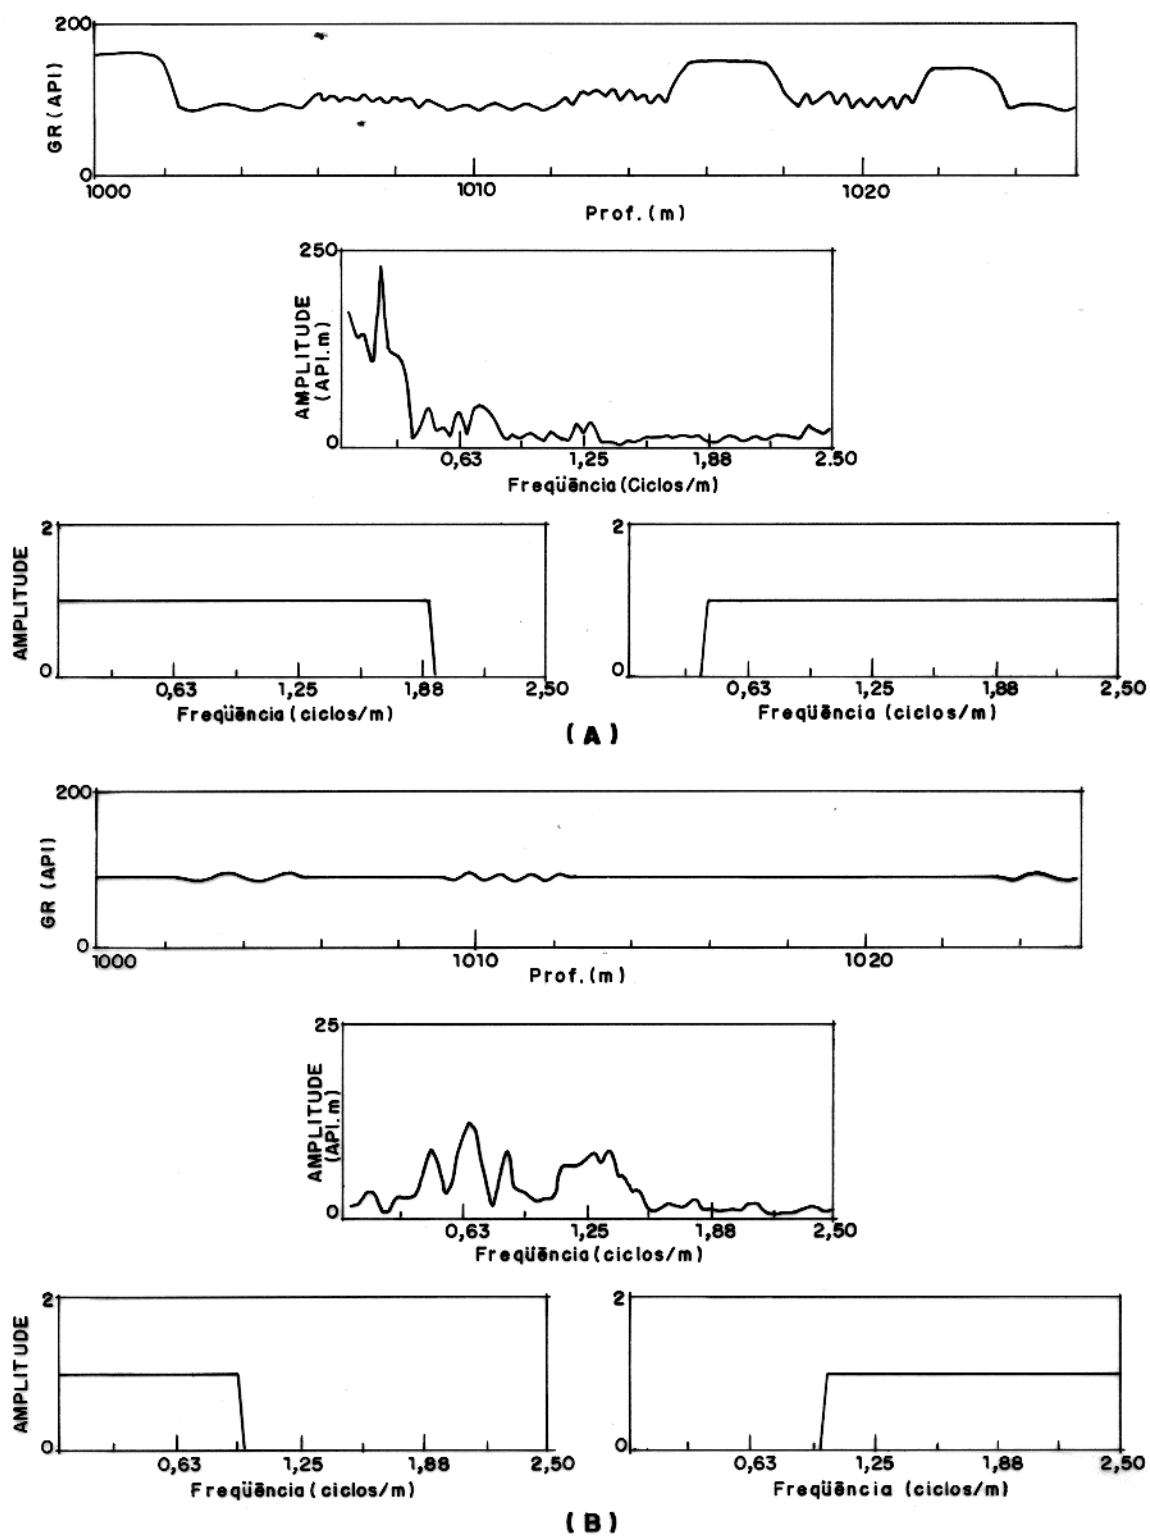 200
GR (API)
0
1000 1010 1020
Prof. (m)
250
AMPLITUDE
(API.m)
0
0,63 1,25 1,88 2.50
Freqüência (Ciclos/m)
2 2
AMPLITUDE
0 0
0,63 1,25 1,88 2,50 0,63 1,25 1,88 2,50
Freqüência (ciclos/m) Freqüência (ciclos/m)
(A)
200
GR (API)
0
1000 1010 1020
Prof. (m)
25
AMPLITUDE
(API.m)
0
0,63 1,25 1,88 2,50
Freqüência (ciclos/m)
2 2
AMPLITUDE
0 0
0,63 1,25 1,88 2,50 0,63 1,25 1,88 2,50
Freqüência (ciclos/m) Freqüência (ciclos/m)
(B)